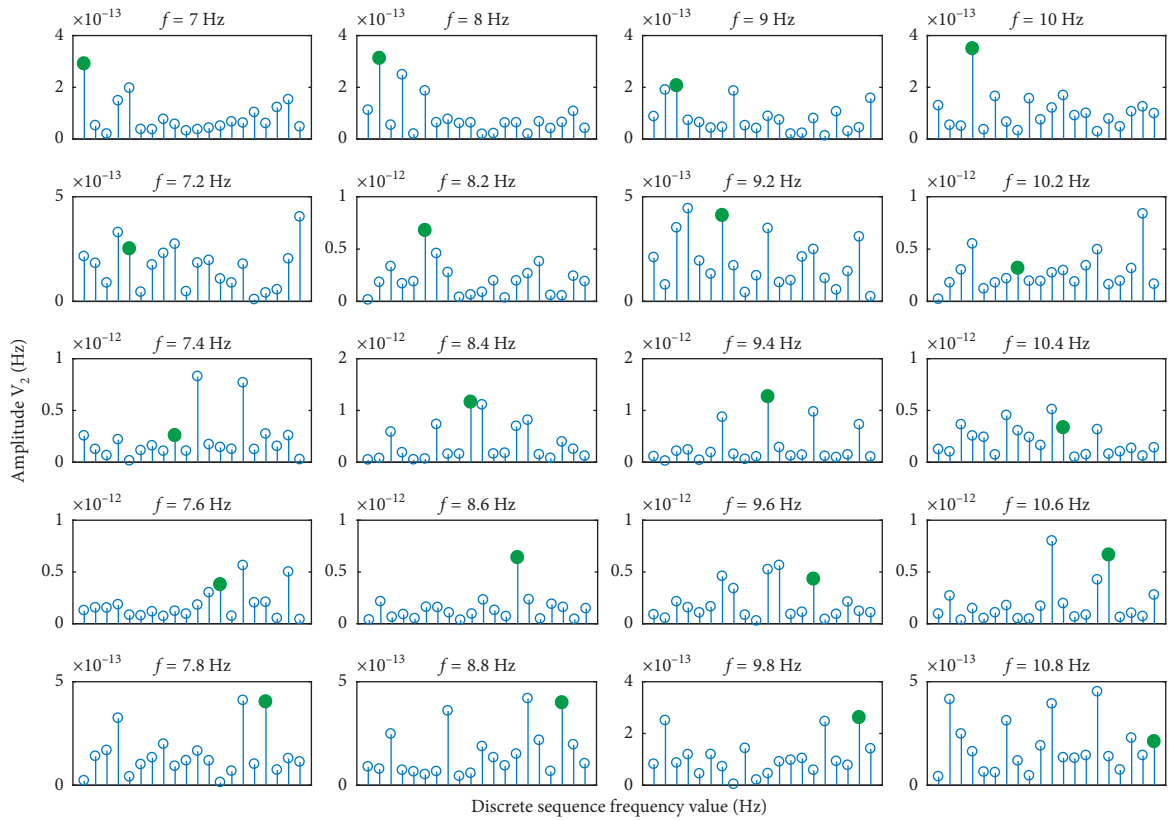 ×10⁻¹³ f = 7 Hz ×10⁻¹³ f = 8 Hz ×10⁻¹³ f = 9 Hz ×10⁻¹³ f = 10 Hz
4 4 4 4
2 2 2 2
0 0 0 0
×10⁻¹³ f = 7.2 Hz ×10⁻¹² f = 8.2 Hz ×10⁻¹³ f = 9.2 Hz ×10⁻¹² f = 10.2 Hz
5 1 5 1
0.5 0.5
0 0 0 0
×10⁻¹² f = 7.4 Hz ×10⁻¹² f = 8.4 Hz ×10⁻¹² f = 9.4 Hz ×10⁻¹² f = 10.4 Hz
1 2 2 1
0.5 1 1 0.5
0 0 0 0
×10⁻¹² f = 7.6 Hz ×10⁻¹² f = 8.6 Hz ×10⁻¹² f = 9.6 Hz ×10⁻¹² f = 10.6 Hz
1 1 1 1
0.5 0.5 0.5 0.5
0 0 0 0
×10⁻¹³ f = 7.8 Hz ×10⁻¹³ f = 8.8 Hz ×10⁻¹³ f = 9.8 Hz ×10⁻¹³ f = 10.8 Hz
5 5 4 5
2
0 0 0 0
Amplitude V₂ (Hz)
Discrete sequence frequency value (Hz)